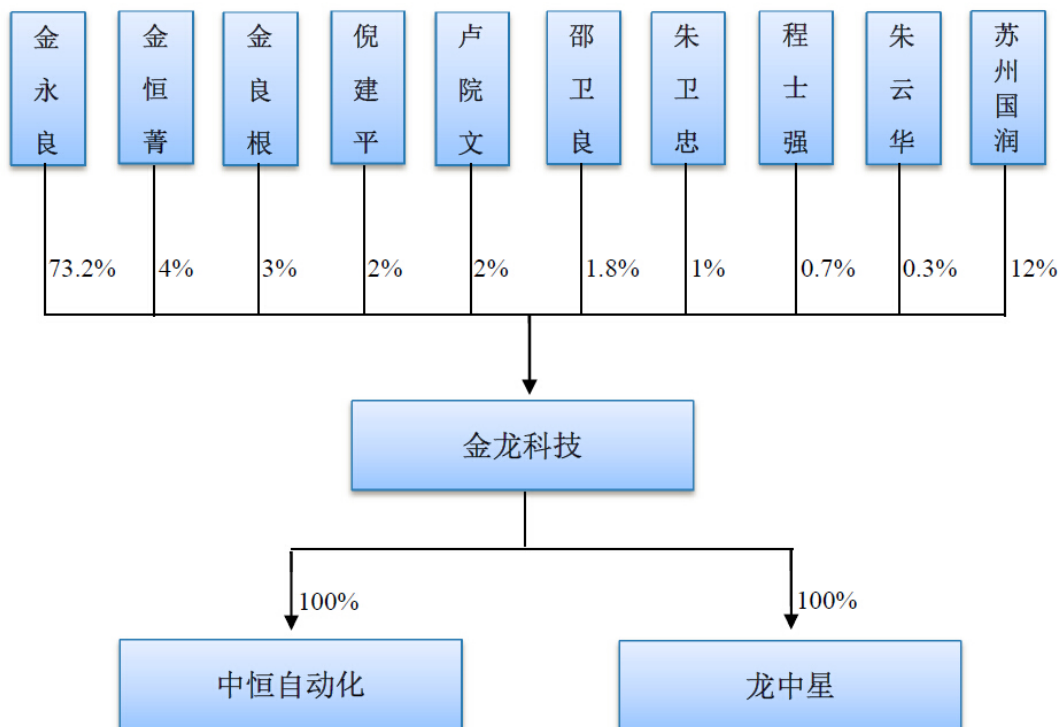 金永良
金恒菁
金良根
倪建平
卢院文
邵卫良
朱卫忠
程士强
朱云华
苏州国润
73.2%
4%
3%
2%
2%
1.8%
1%
0.7%
0.3%
12%
金龙科技
100%
100%
中恒自动化
龙中星